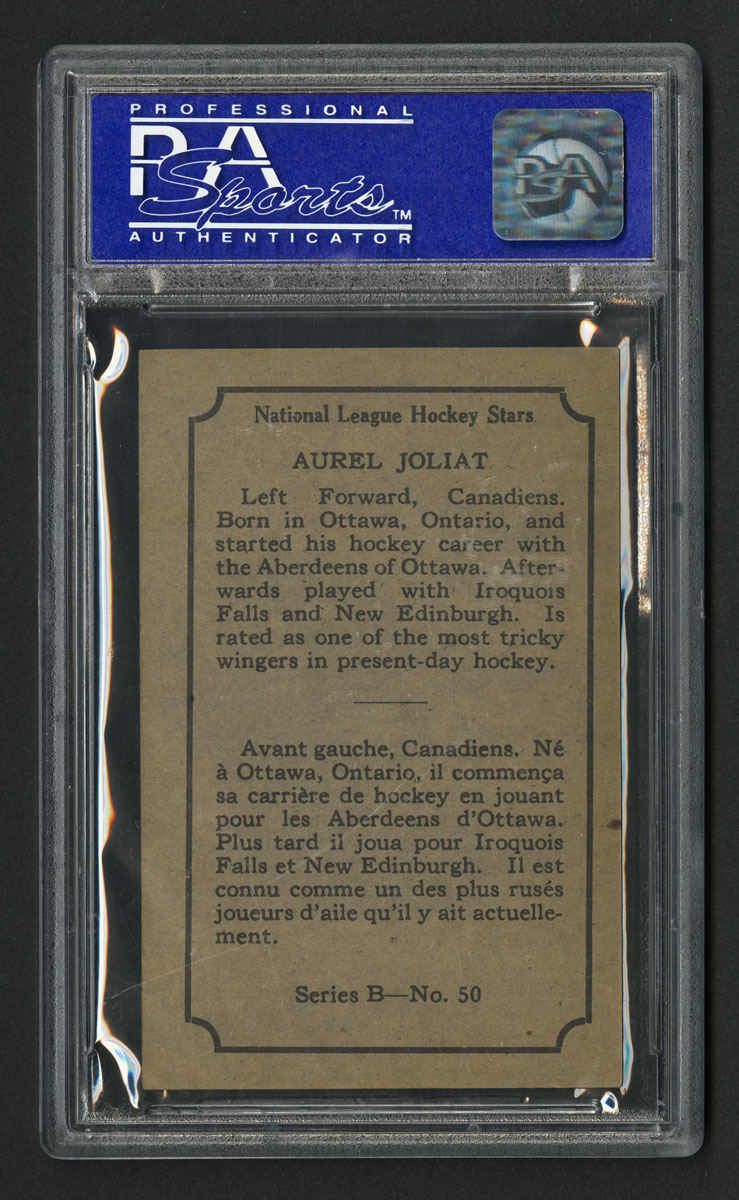 PROFESSIONAL
PSA
Sports™
AUTHENTICATOR
PSA
National League Hockey Stars
AUREL JOLIAT.
Left Forward, Canadiens.
Born in Ottawa, Ontario, and
started his hockey career with
the Aberdeens of Ottawa. After-
wards played with Iroquois
Falls and New Edinburgh. Is
rated as one of the most tricky
wingers in present-day hockey.
Avant gauche, Canadiens. Né
à Ottawa, Ontario, il commença
sa carrière de hockey en jouant
pour les Aberdeens d'Ottawa.
Plus tard il joua pour Iroquois
Falls et New Edinburgh. Il est
connu comme un des plus rusés
joueurs d'aile qu'il y ait actuelle-
ment.
Series B—No. 50